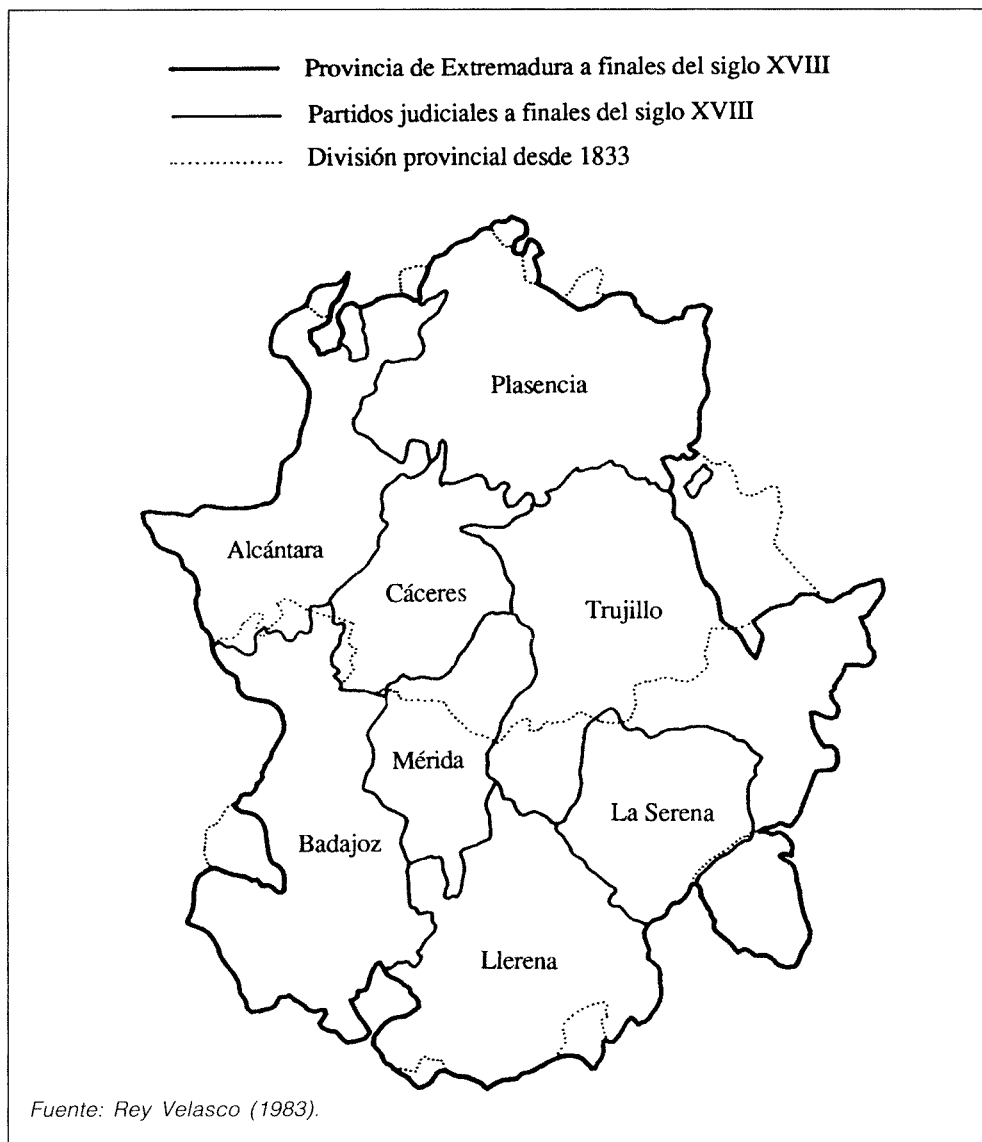 Provincia de Extremadura a finales del siglo XVIII
Partidos judiciales a finales del siglo XVIII
División provincial desde 1833
Plasencia
Alcántara
Cáceres
Trujillo
Mérida
La Serena
Badajoz
Llerena
Fuente: Rey Velasco (1983).